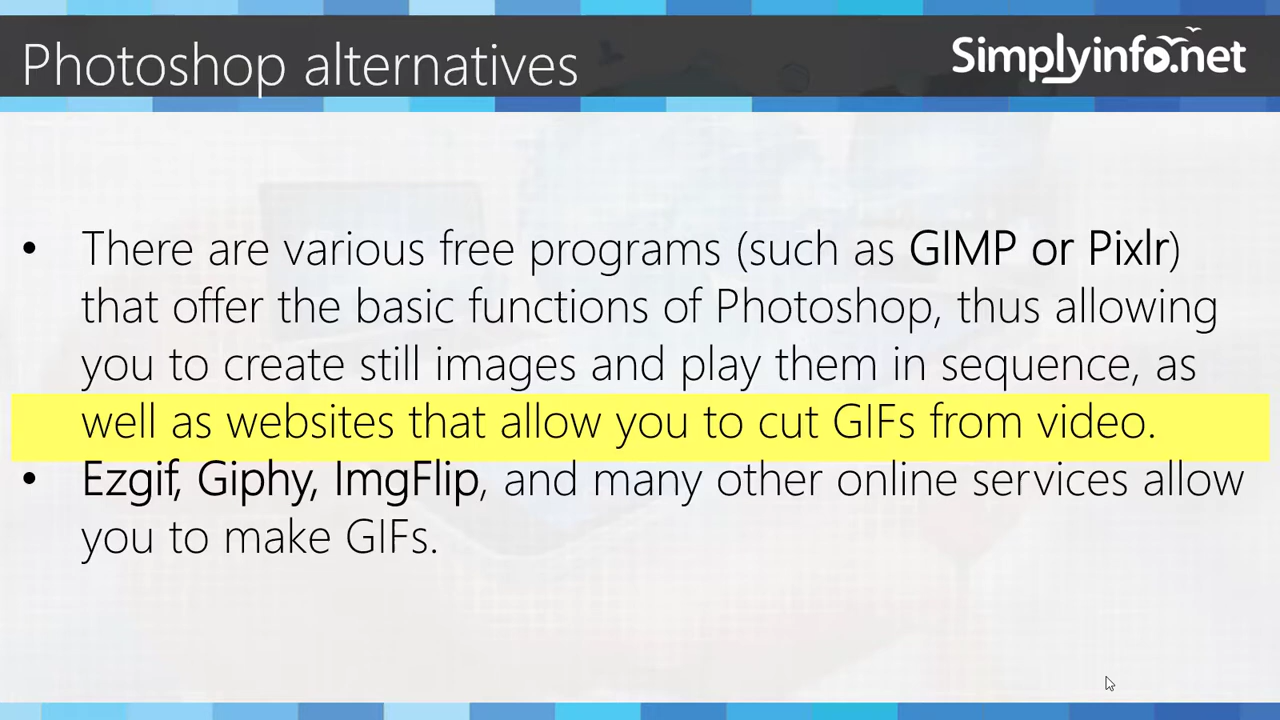 Photoshop alternatives
Simplyinfo.net
• There are various free programs (such as GIMP or Pixlr)
that offer the basic functions of Photoshop, thus allowing
you to create still images and play them in sequence, as
well as websites that allow you to cut GIFs from video.
• Ezgif, Giphy, ImgFlip, and many other online services allow
you to make GIFs.